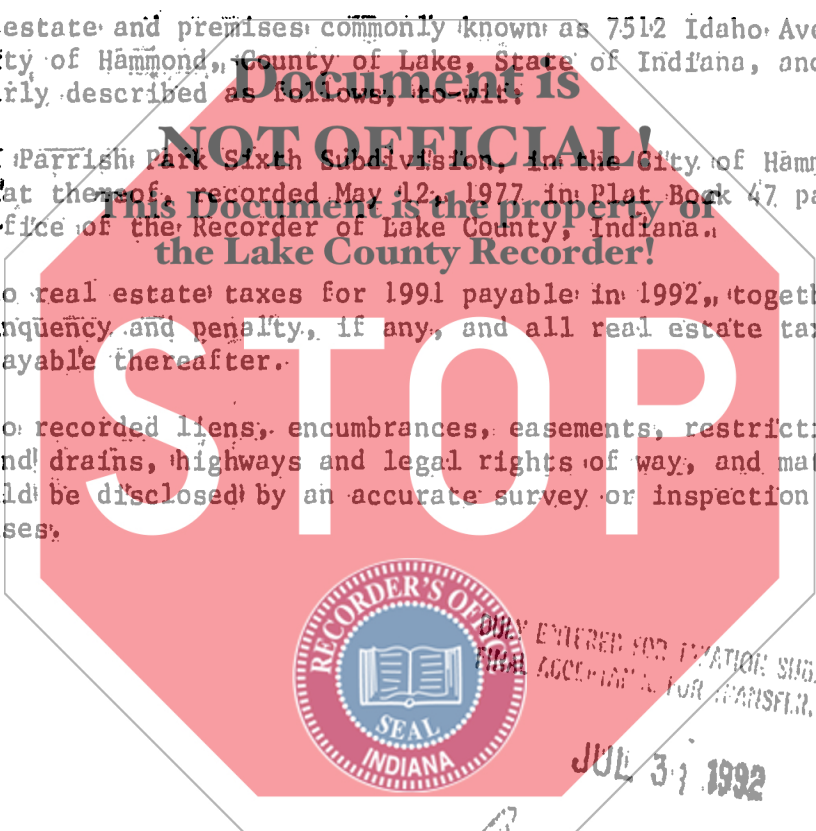 estate and premises commonly known as 7512 Idaho Ave
ty of Hammond, County of Lake, State of Indiana, and
rly described as follows, to-wit:
Document is
NOT OFFICIAL!
This Document is the property of
the Lake County Recorder!
Parrish Park Sixth Subdivision, in the City of Hamm
at thereof, recorded May 12, 1977 in Plat Book 47 pa
fice of the Recorder of Lake County, Indiana.
o real estate taxes for 1991 payable in 1992, togeth
nquency and penalty, if any, and all real estate tax
ayable thereafter.
STOP
o recorded liens, encumbrances, easements, restricti
nd drains, highways and legal rights of way, and mat
ld be disclosed by an accurate survey or inspection
ses.
RECORDER'S OFFICE
SEAL
INDIANA
DULY ENTERED FOR TAXATION SUB
FINAL ACCEPTANCE FOR TRANSFER.
JUL 31 1992